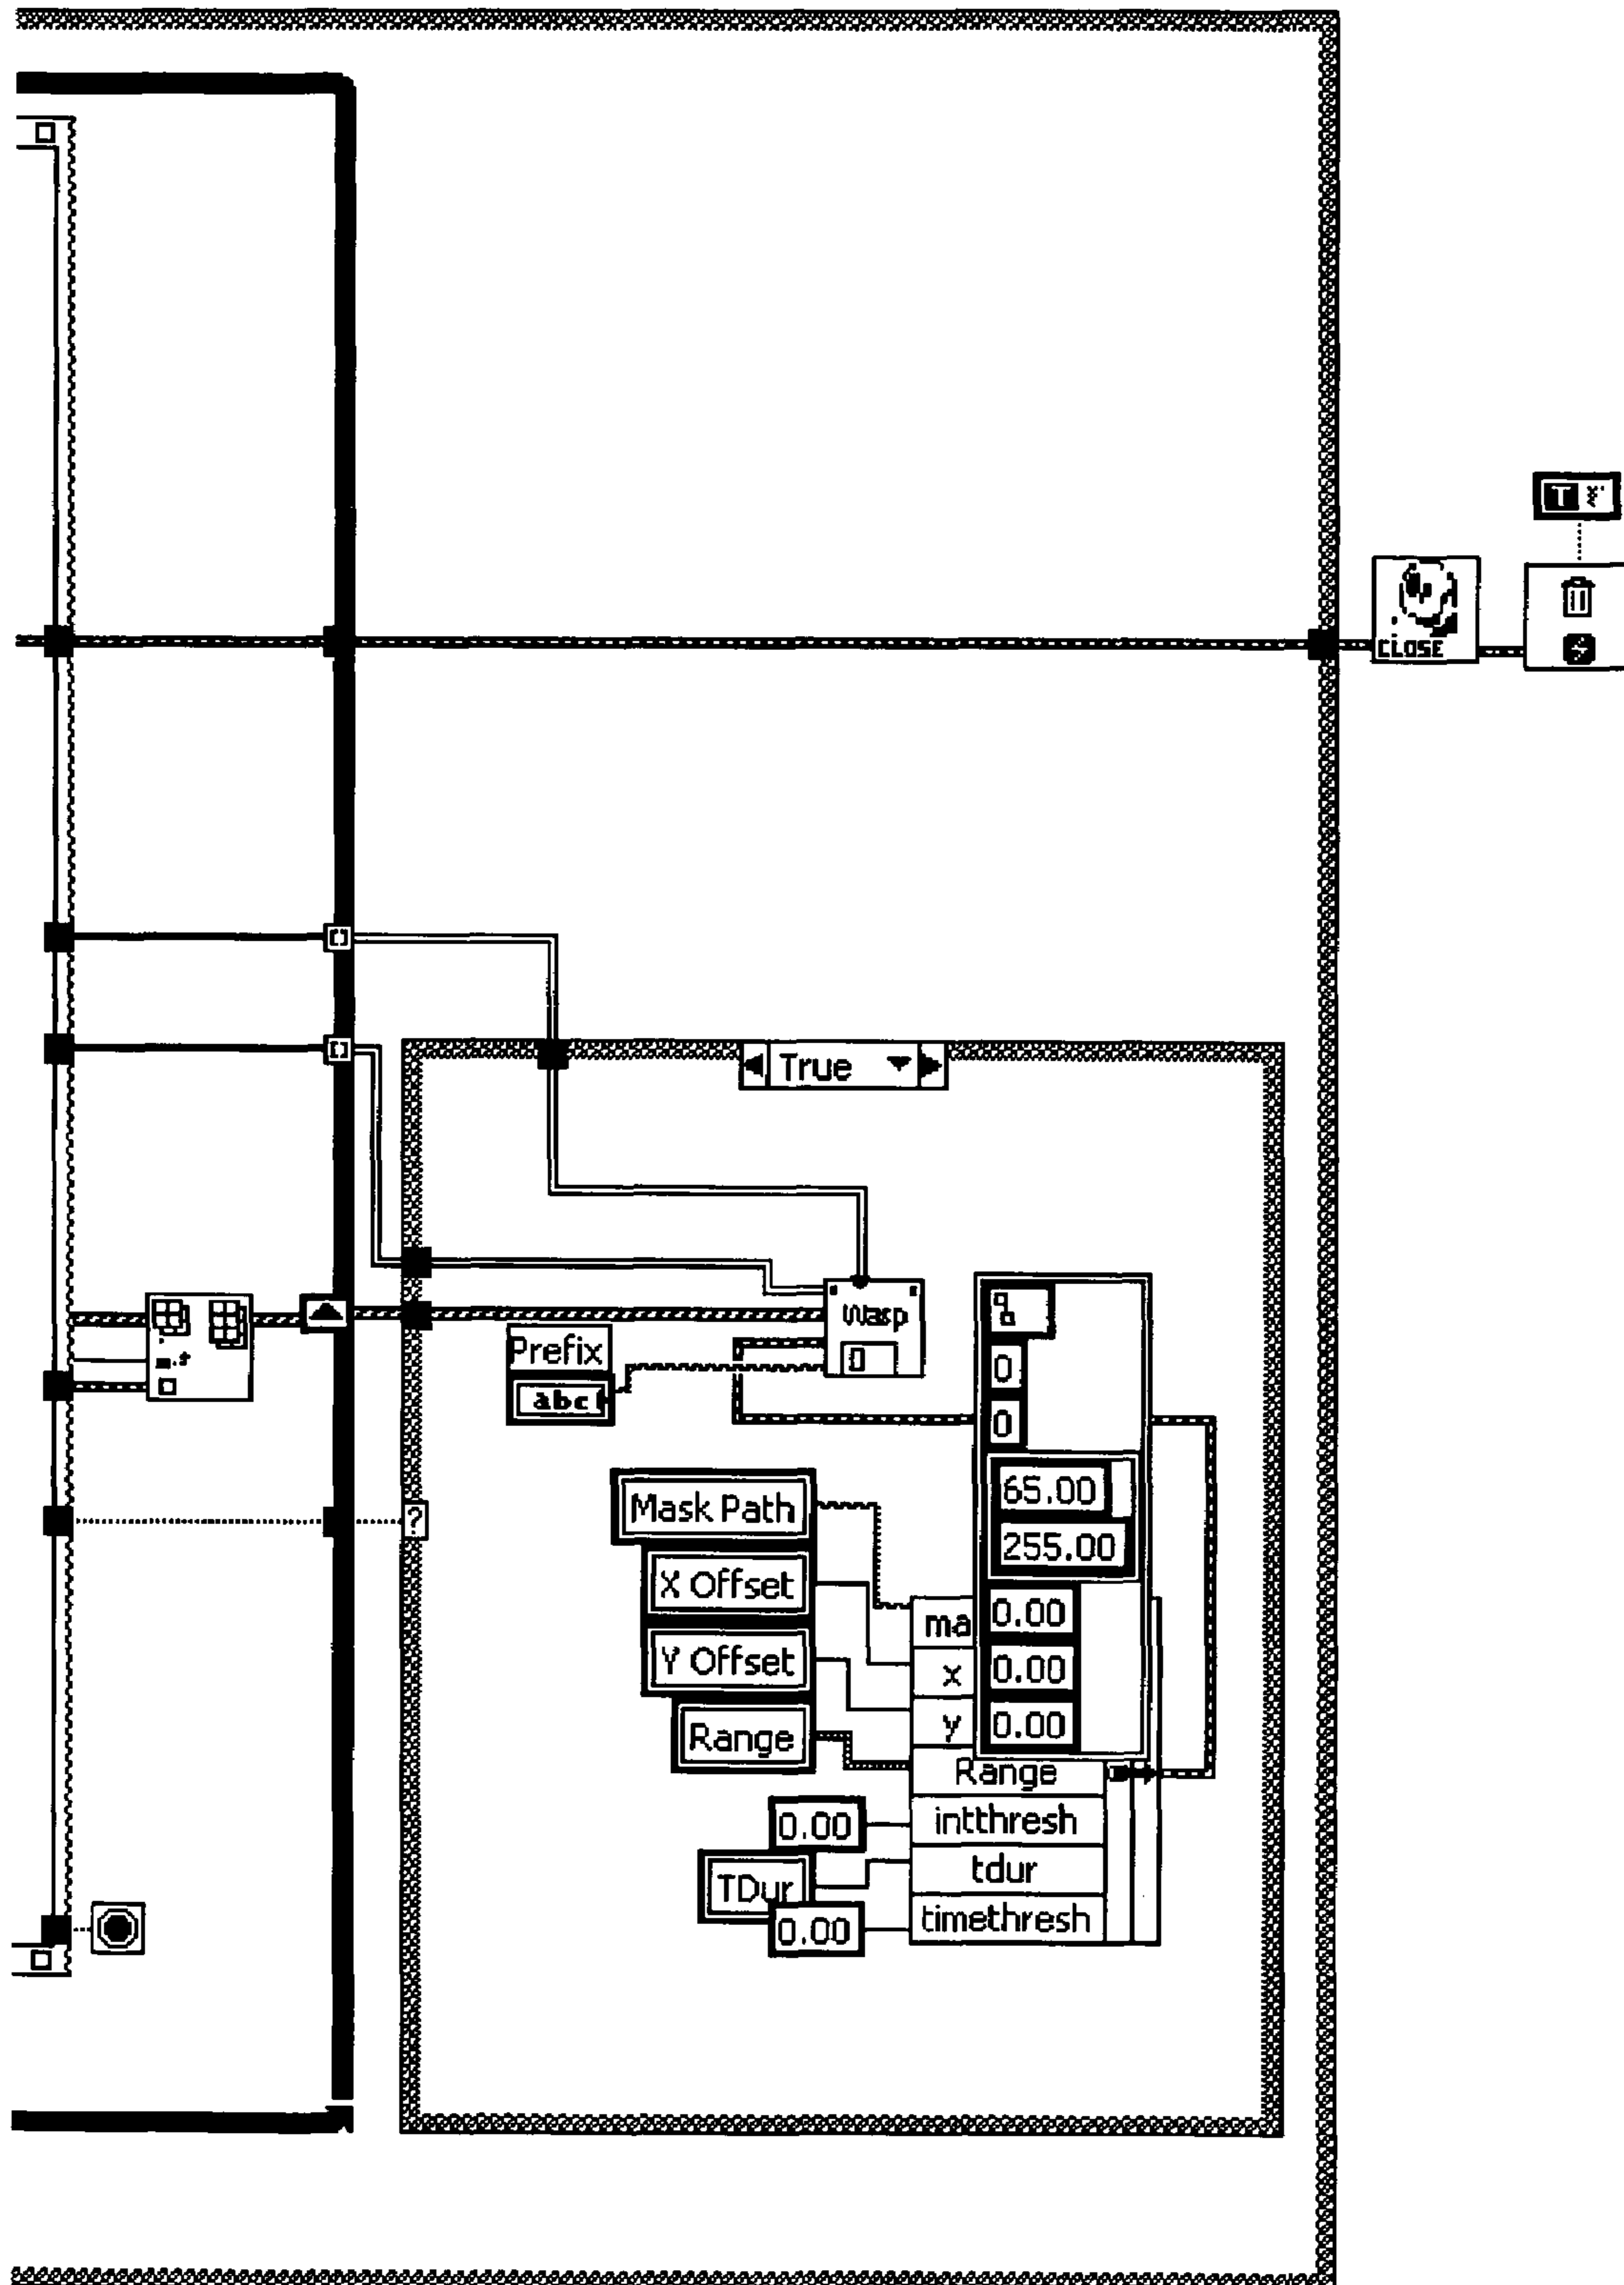 T
CLOSE
True
Wasp
Prefix
abc
0
0
65.00
255.00
0.00
0.00
0.00
Mask Path
X Offset
Y Offset
Range
?
ma
x
y
Range
0.00
intthresh
TDur
tdur
0.00
timethresh